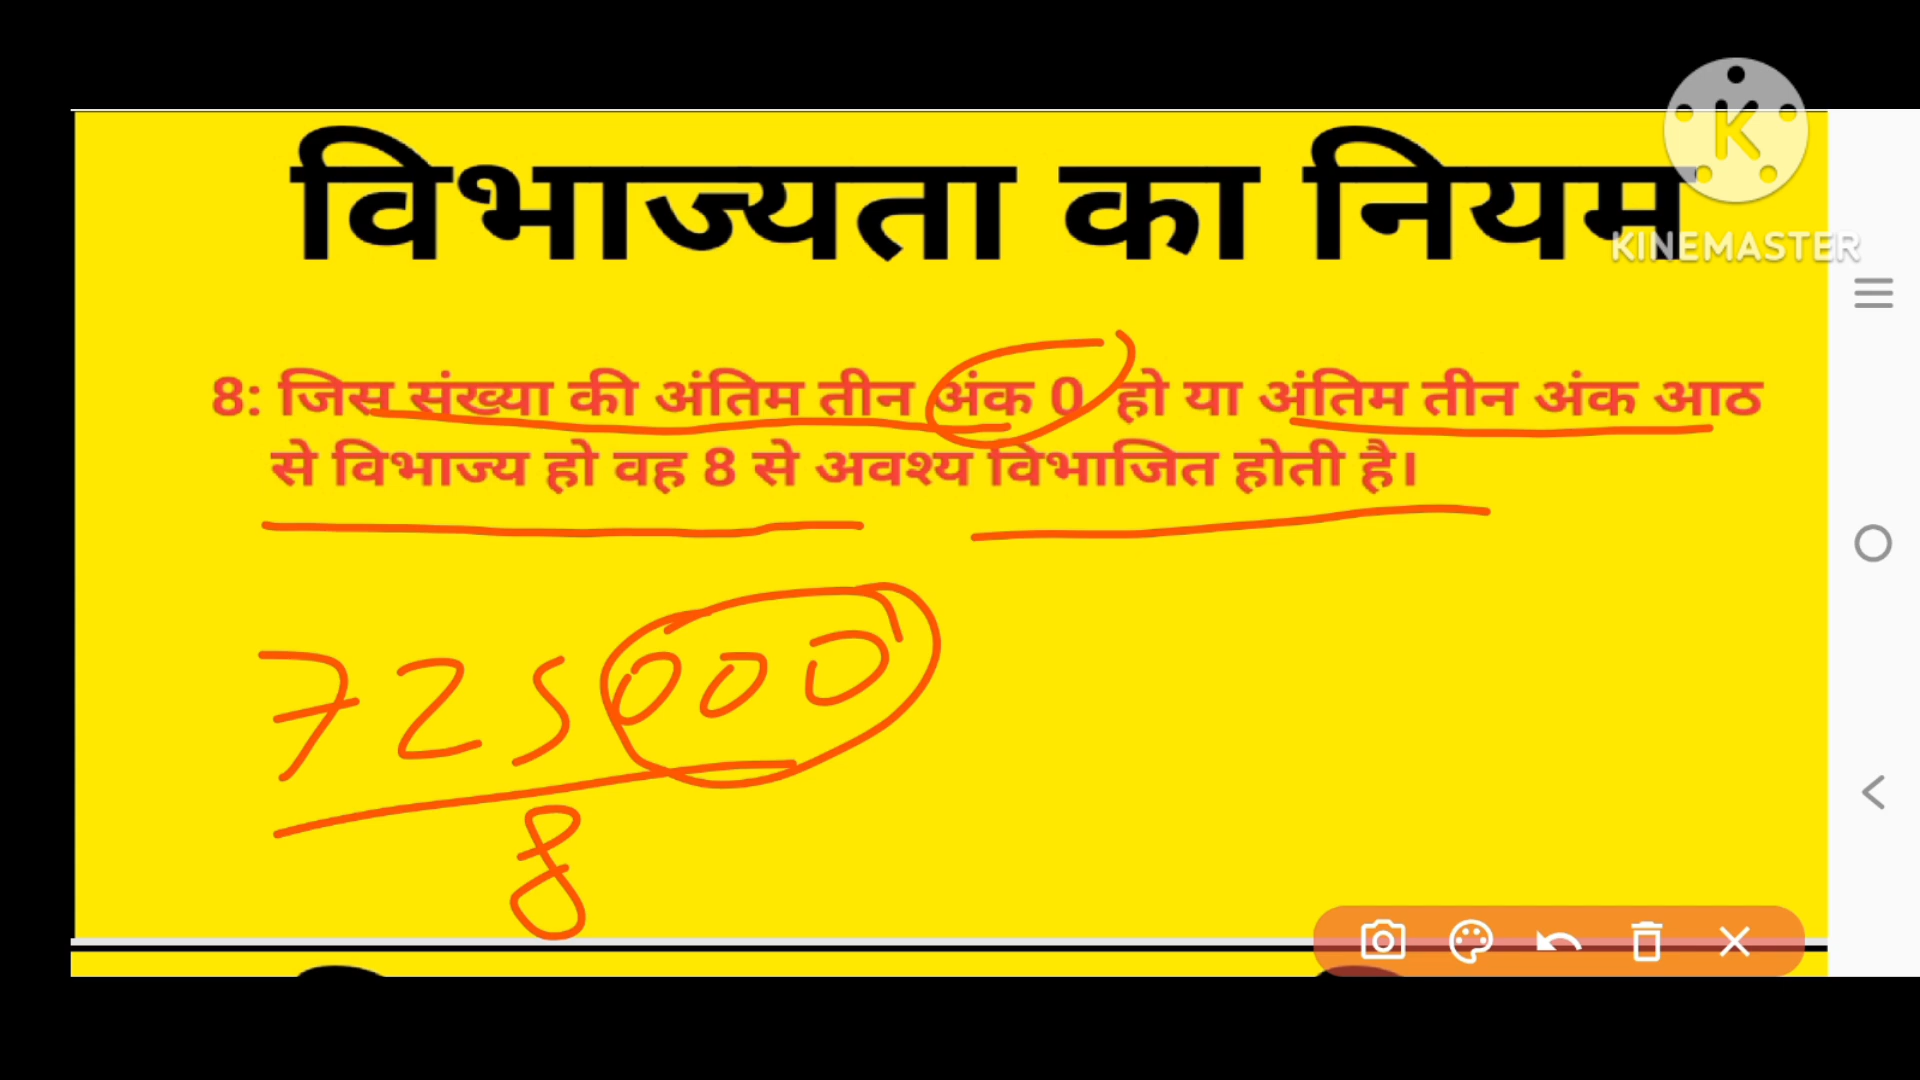 विभाज्यता का नियम
K
KINEMASTER
8: जिस संख्या की अंतिम तीन अंक 0 हो या अंतिम तीन अंक आठ
से विभाज्य हो वह 8 से अवश्य विभाजित होती है।
725000
8